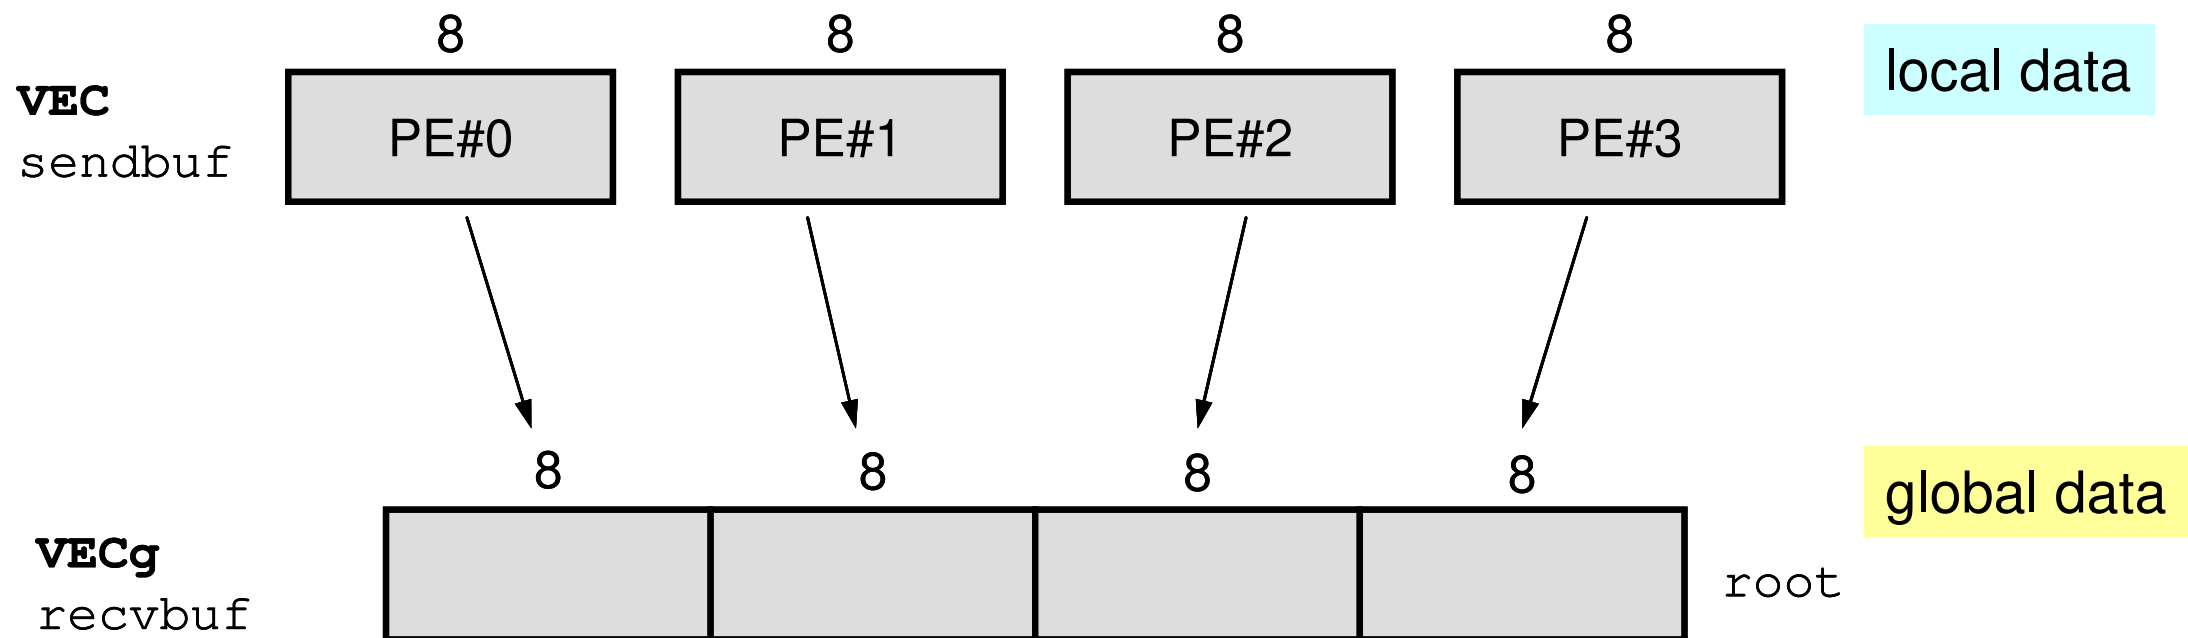 8 8 8 8
local data
VEC
sendbuf
PE#0 PE#1 PE#2 PE#3
8 8 8 8
global data
VECg
recvbuf
root